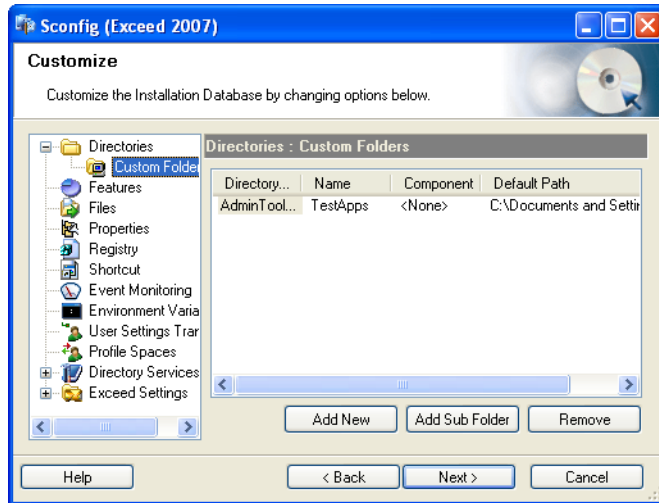 Sconfig (Exceed 2007)
Customize
Customize the Installation Database by changing options below.
Directories
Custom Folde
Features
Files
Properties
Registry
Shortcut
Event Monitoring
Environment Varia
User Settings Trar
Profile Spaces
Directory Services
Exceed Settings
Directories : Custom Folders
Directory... Name Component Default Path
AdminTool... TestApps <None> C:\Documents and Settin
Add New Add Sub Folder Remove
Help < Back Next > Cancel